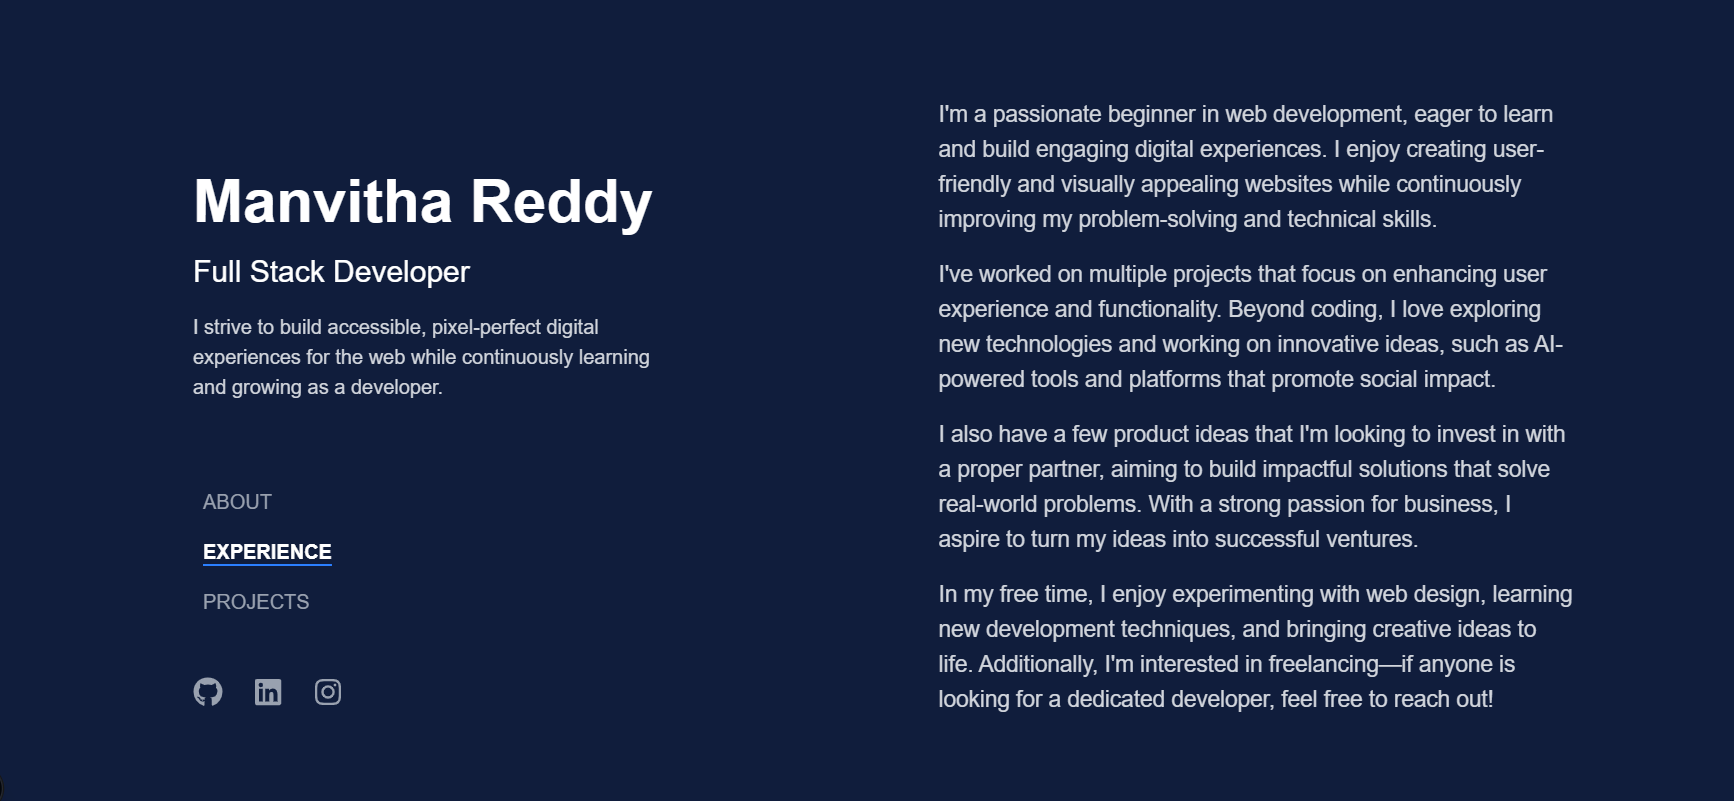 Manvitha Reddy
Full Stack Developer
I strive to build accessible, pixel-perfect digital
experiences for the web while continuously learning
and growing as a developer.
ABOUT
EXPERIENCE
PROJECTS
I'm a passionate beginner in web development, eager to learn
and build engaging digital experiences. I enjoy creating user-
friendly and visually appealing websites while continuously
improving my problem-solving and technical skills.
I've worked on multiple projects that focus on enhancing user
experience and functionality. Beyond coding, I love exploring
new technologies and working on innovative ideas, such as AI-
powered tools and platforms that promote social impact.
I also have a few product ideas that I'm looking to invest in with
a proper partner, aiming to build impactful solutions that solve
real-world problems. With a strong passion for business, I
aspire to turn my ideas into successful ventures.
In my free time, I enjoy experimenting with web design, learning
new development techniques, and bringing creative ideas to
life. Additionally, I'm interested in freelancing—if anyone is
looking for a dedicated developer, feel free to reach out!